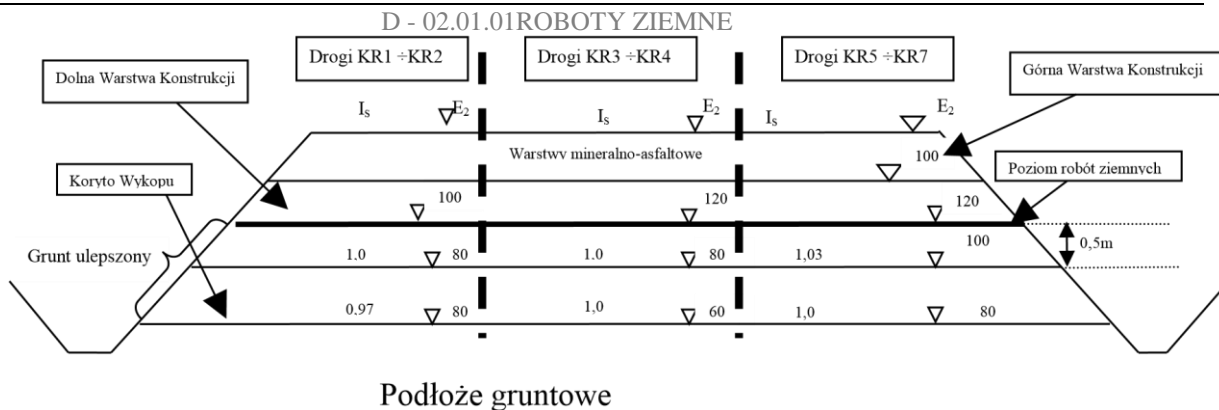 D - 02.01.01ROBOTY ZIEMNE
Drogi KR1 ÷KR2
Drogi KR3 ÷KR4
Drogi KR5 ÷KR7
Dolna Warstwa Konstrukcji
Górna Warstwa Konstrukcji
Is E2 Is E2 Is E2
Warstwy mineralno-asfaltowe
100
Koryto Wykopu
Poziom robót ziemnych
100 120 120
Grunt ulepszony
1.0 80 1.0 80 1,03 100
0,5m
0.97 80 1,0 60 1,0 80
Podłoże gruntowe